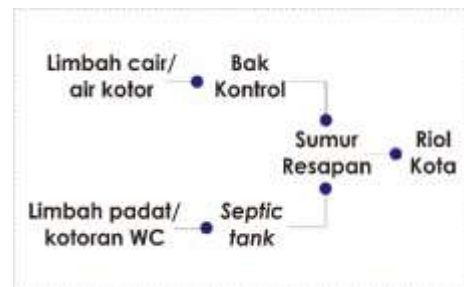 Limbah cair/
air kotor
Bak
Kontrol
Sumur
Resapan
Riol
Kota
Limbah padat/
kotoran WC
Septic
tank